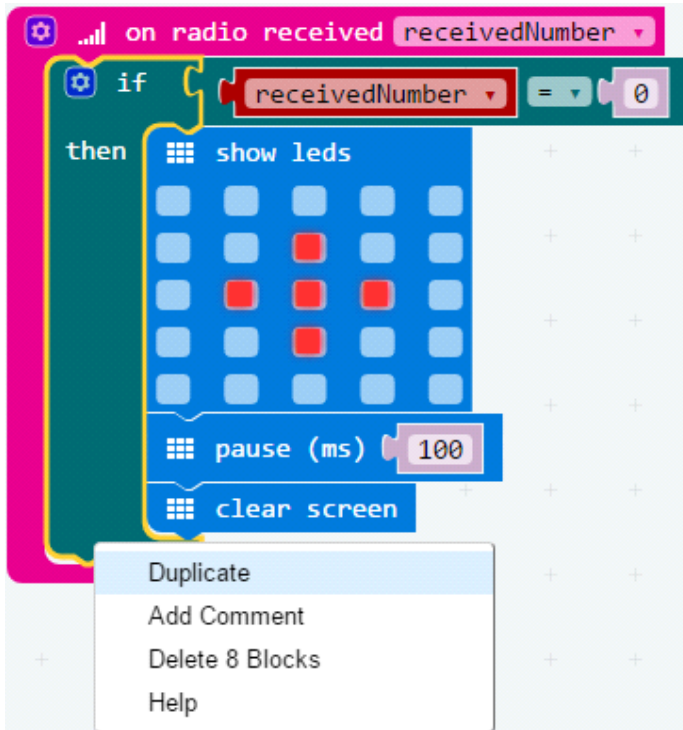 on radio received receivedNumber
if receivedNumber = 0
then show leds
pause (ms) 100
clear screen
Duplicate
Add Comment
Delete 8 Blocks
Help